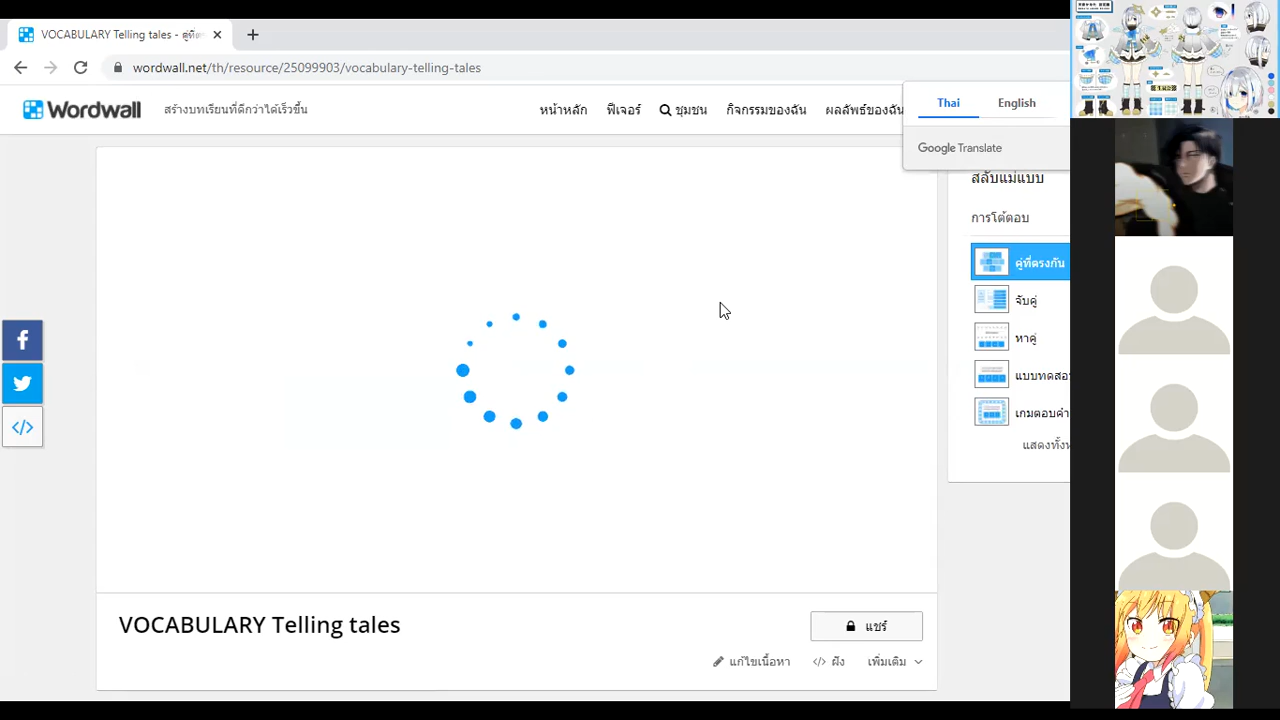 VOCABULARY Telling tales - คู่ที่ต
wordwall.net/th/resource/25099903/vocabulary-telling-tales
Wordwall
สร้างบทเรียนที่ดีกว่าได้เร็วขึ้น
หน้าหลัก
ฟีเจอร์
ชุมชน
กิจกรรมของฉัน
ผลลัพธ์ของฉัน
Thai
English
Google Translate
สลับแม่แบบ
การโต้ตอบ
คู่ที่ตรงกัน
จับคู่
หาคู่
แบบทดสอ
เกมตอบคำ
แสดงทั้งห
VOCABULARY Telling tales
แชร์
แก้ไขเนื้อหา
ฝัง
เพิ่มเติม